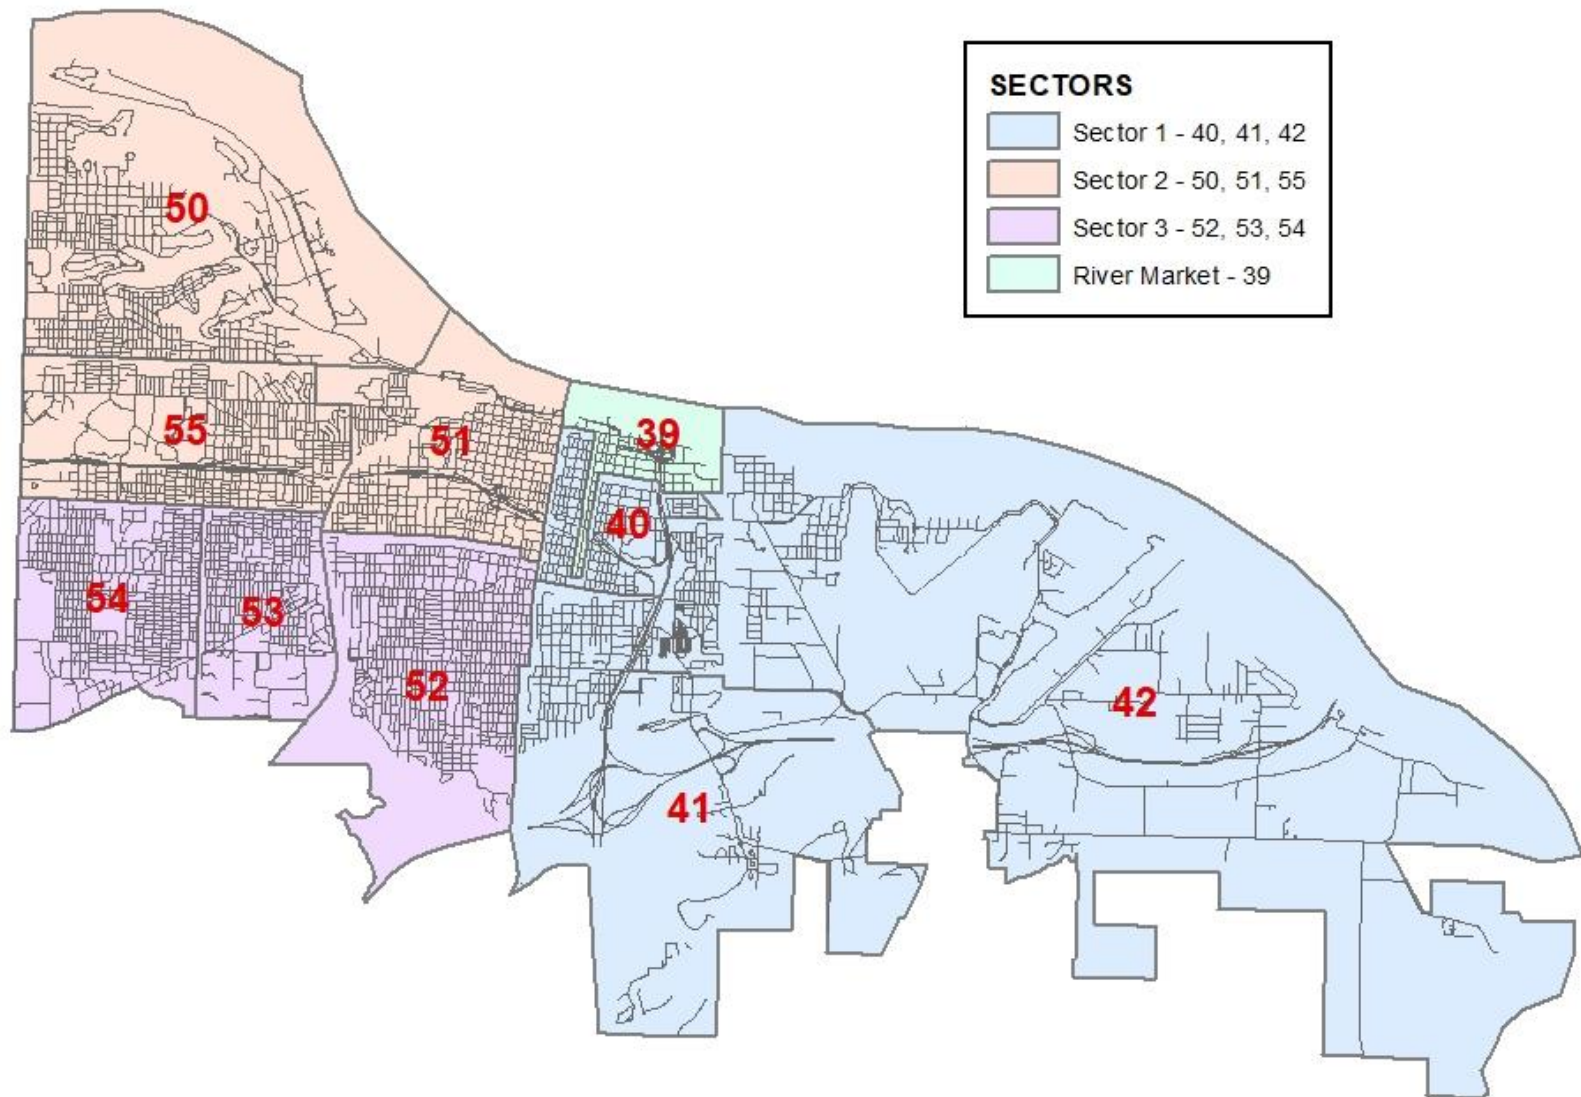 SECTORS
Sector 1 - 40, 41, 42
Sector 2 - 50, 51, 55
Sector 3 - 52, 53, 54
River Market - 39
50
55
51
39
40
54
53
52
42
41